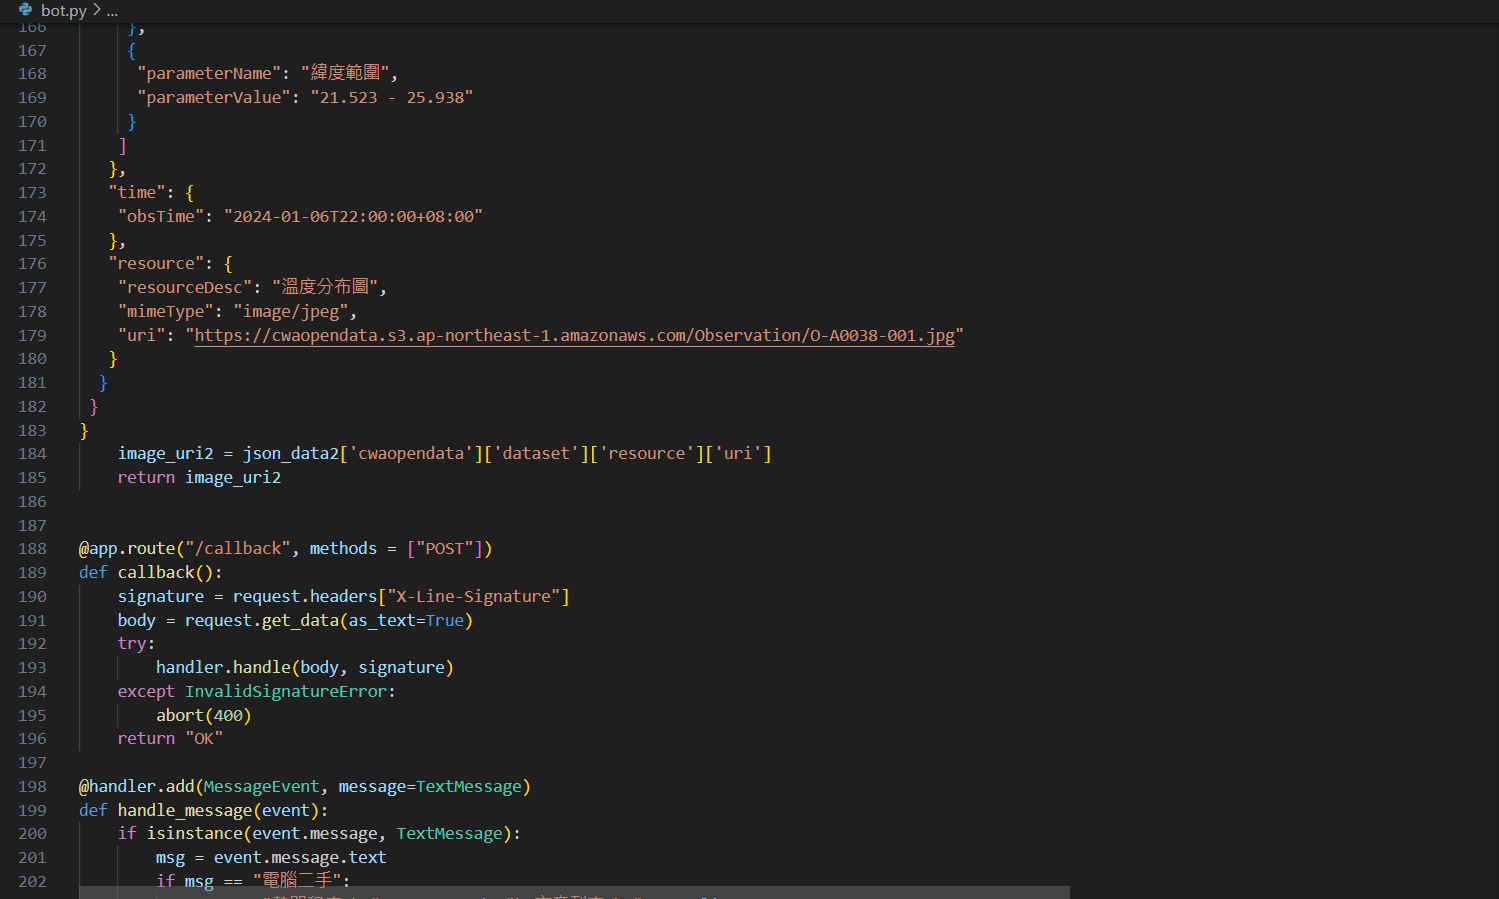 bot.py > ...
166 },
167 {
168 "parameterName": "緯度範圍",
169 "parameterValue": "21.523 - 25.938"
170 }
171 ]
172 },
173 "time": {
174 "obsTime": "2024-01-06T22:00:00+08:00"
175 },
176 "resource": {
177 "resourceDesc": "溫度分布圖",
178 "mimeType": "image/jpeg",
179 "uri": "https://cwaopendata.s3.ap-northeast-1.amazonaws.com/Observation/O-A0038-001.jpg"
180 }
181 }
182 }
183 }
184 image_uri2 = json_data2['cwaopendata']['dataset']['resource']['uri']
185 return image_uri2
186
187
188 @app.route("/callback", methods = ["POST"])
189 def callback():
190 signature = request.headers["X-Line-Signature"]
191 body = request.get_data(as_text=True)
192 try:
193 handler.handle(body, signature)
194 except InvalidSignatureError:
195 abort(400)
196 return "OK"
197
198 @handler.add(MessageEvent, message=TextMessage)
199 def handle_message(event):
200 if isinstance(event.message, TextMessage):
201 msg = event.message.text
202 if msg == "電腦二手":